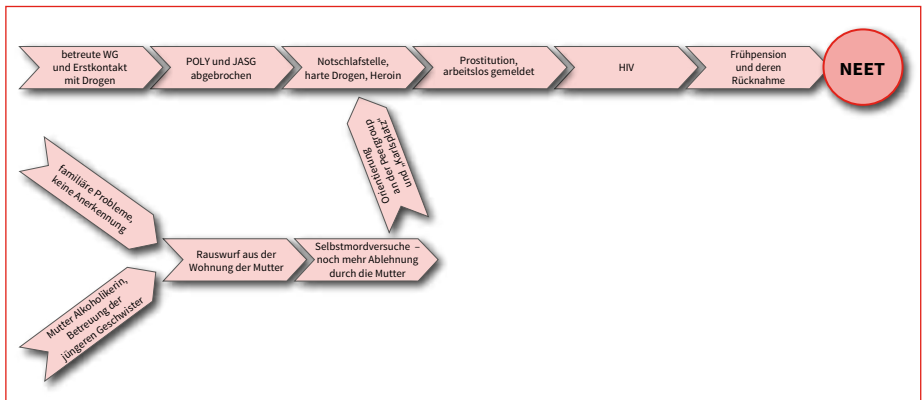 betreute WG
und Erstkontakt
mit Drogen
POLY und JASG
abgebrochen
Notschlafstelle,
harte Drogen, Heroin
Prostitution,
arbeitslos gemeldet
HIV
Frühpension
und deren
Rücknahme
NEET
Orientierung
an der Peergroup
und „Karlsplatz“
familiäre Probleme,
keine Anerkennung
Rauswurf aus der
Wohnung der Mutter
Selbstmordversuche –
noch mehr Ablehnung
durch die Mutter
Mutter Alkoholikerin,
Betreuung der
jüngeren Geschwister